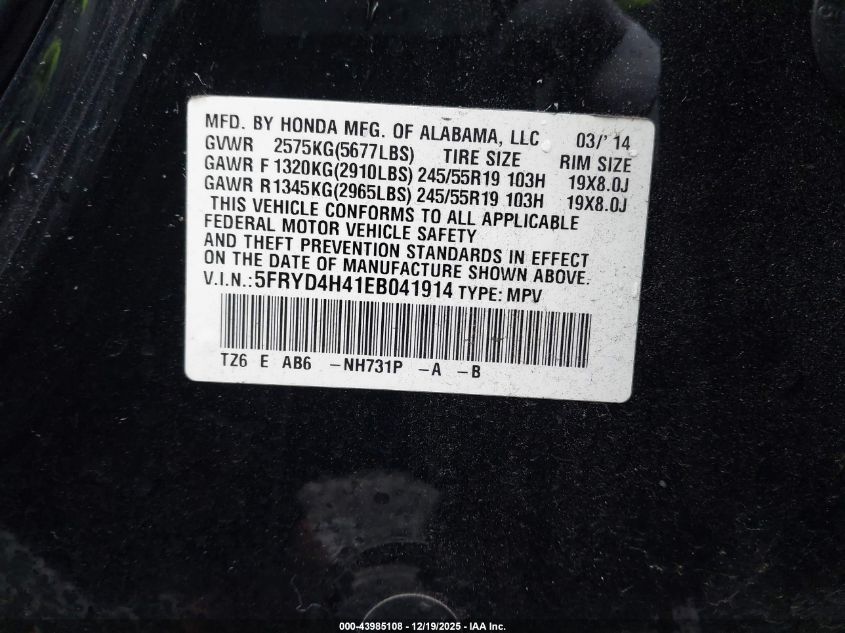 MFD. BY HONDA MFG. OF ALABAMA, LLC 03/'14
GVWR 2575KG(5677LBS) TIRE SIZE RIM SIZE
GAWR F 1320KG(2910LBS) 245/55R19 103H 19X8.0J
GAWR R 1345KG(2965LBS) 245/55R19 103H 19X8.0J
THIS VEHICLE CONFORMS TO ALL APPLICABLE
FEDERAL MOTOR VEHICLE SAFETY
AND THEFT PREVENTION STANDARDS IN EFFECT
ON THE DATE OF MANUFACTURE SHOWN ABOVE.
V.I.N.:5FRYD4H41EB041914 TYPE: MPV
TZ6 E AB6 -NH731P -A -B
000-43985108 - 12/19/2025 - IAA Inc.